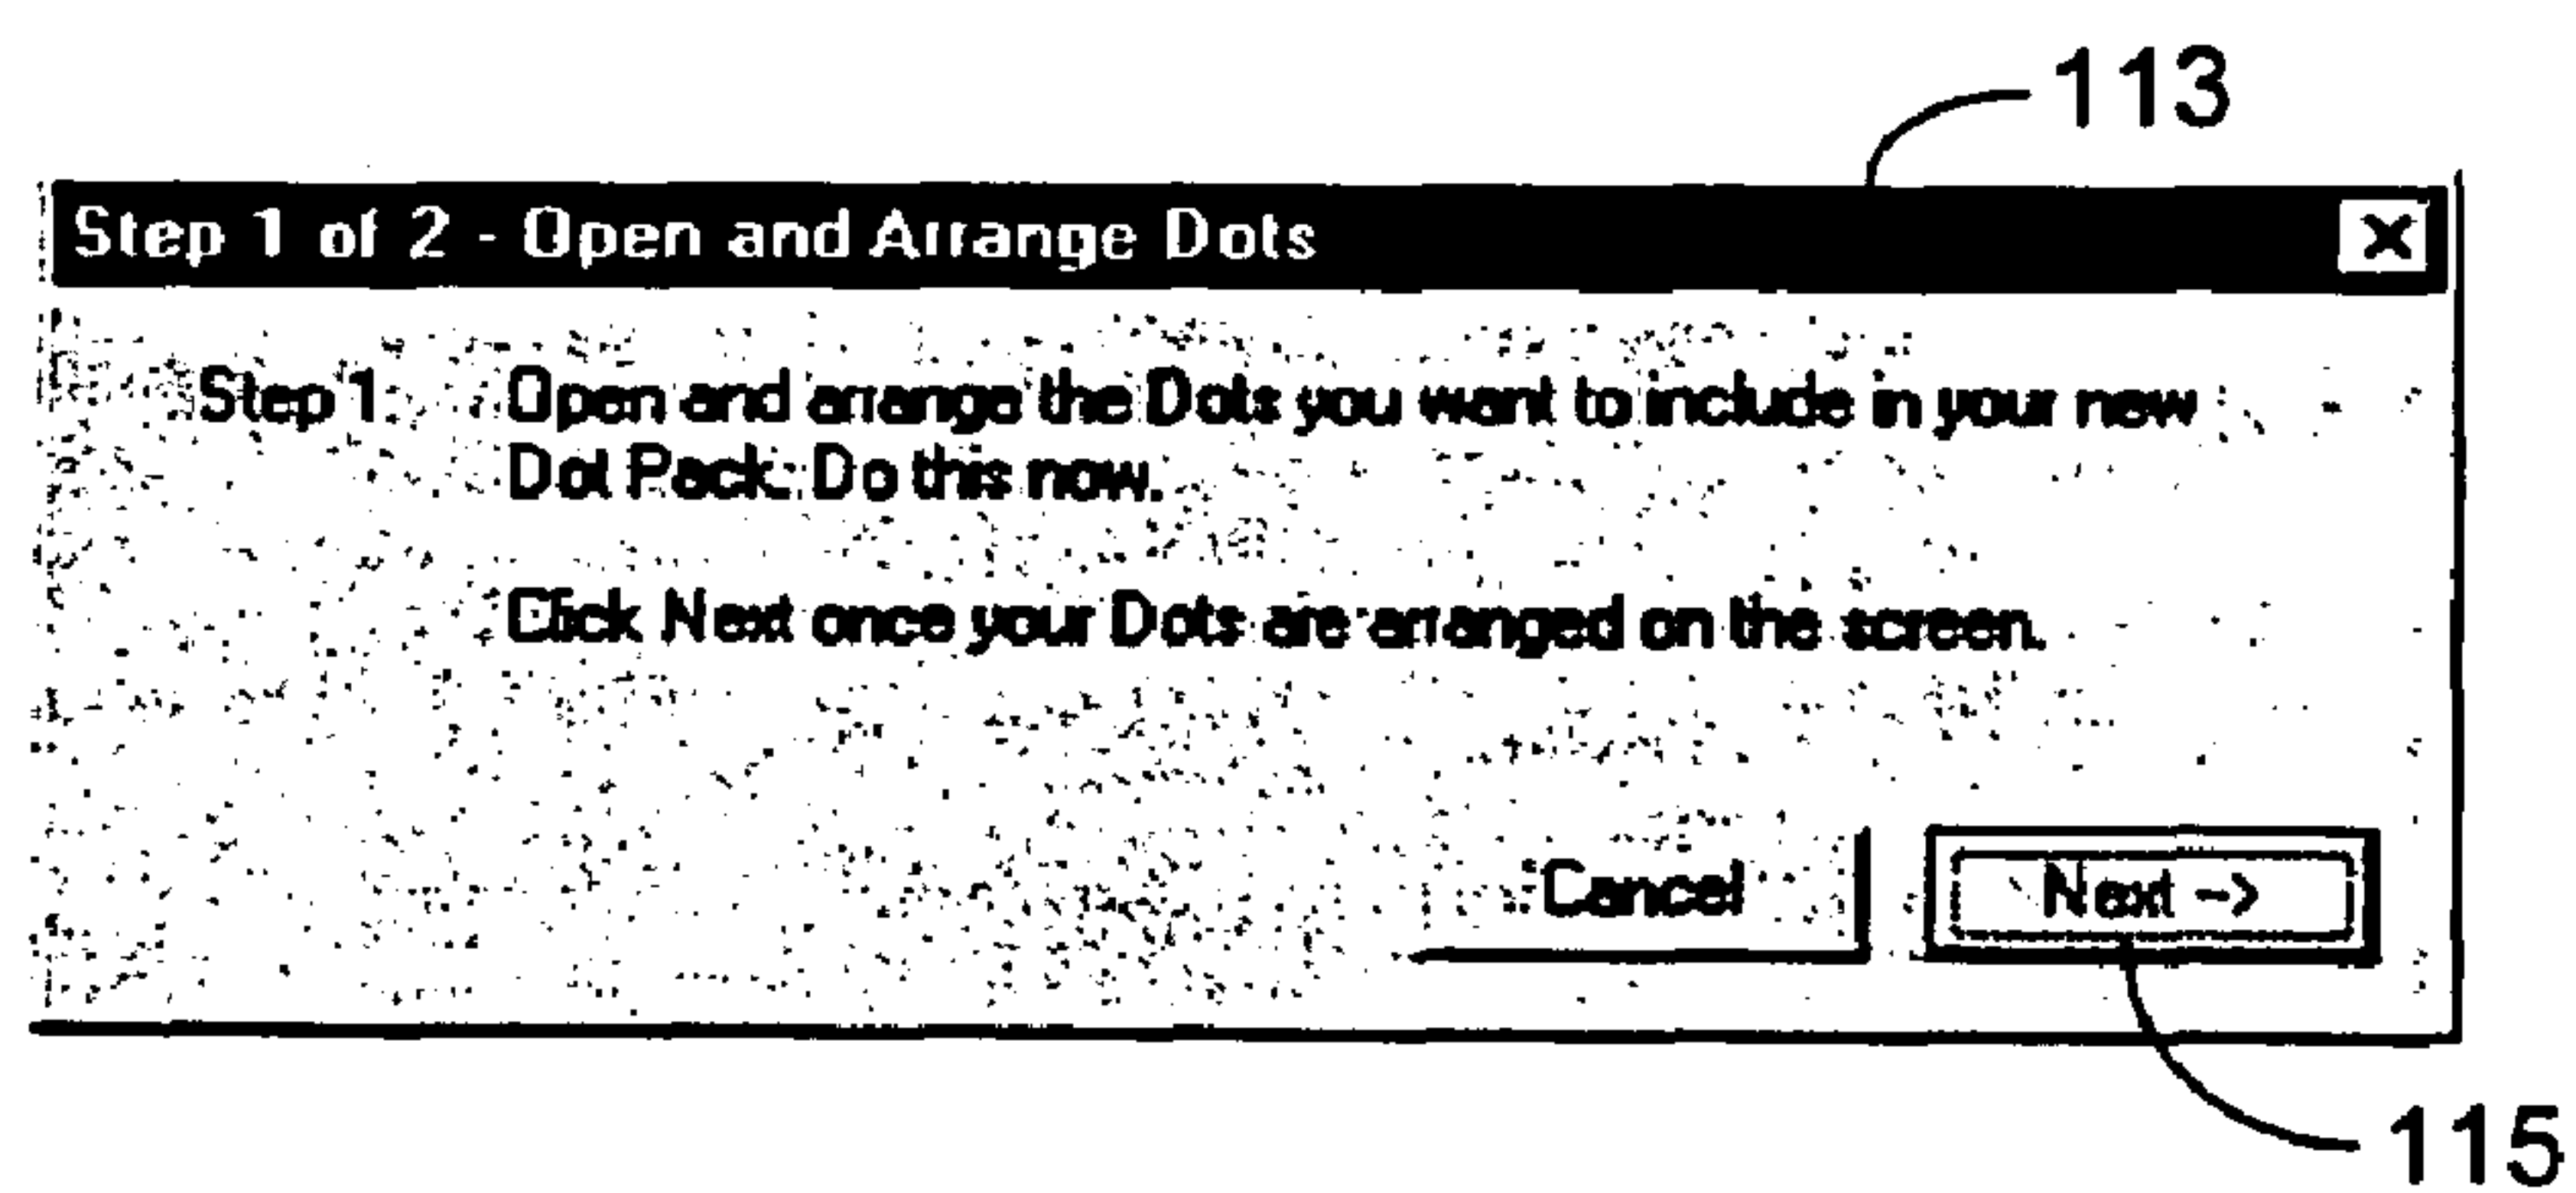 113
Step 1 of 2 - Open and Arrange Dots
Step 1. Open and arrange the Dots you want to include in your new
Dot Pack. Do this now.
Click Next once your Dots are arranged on the screen.
Cancel Next ->
115